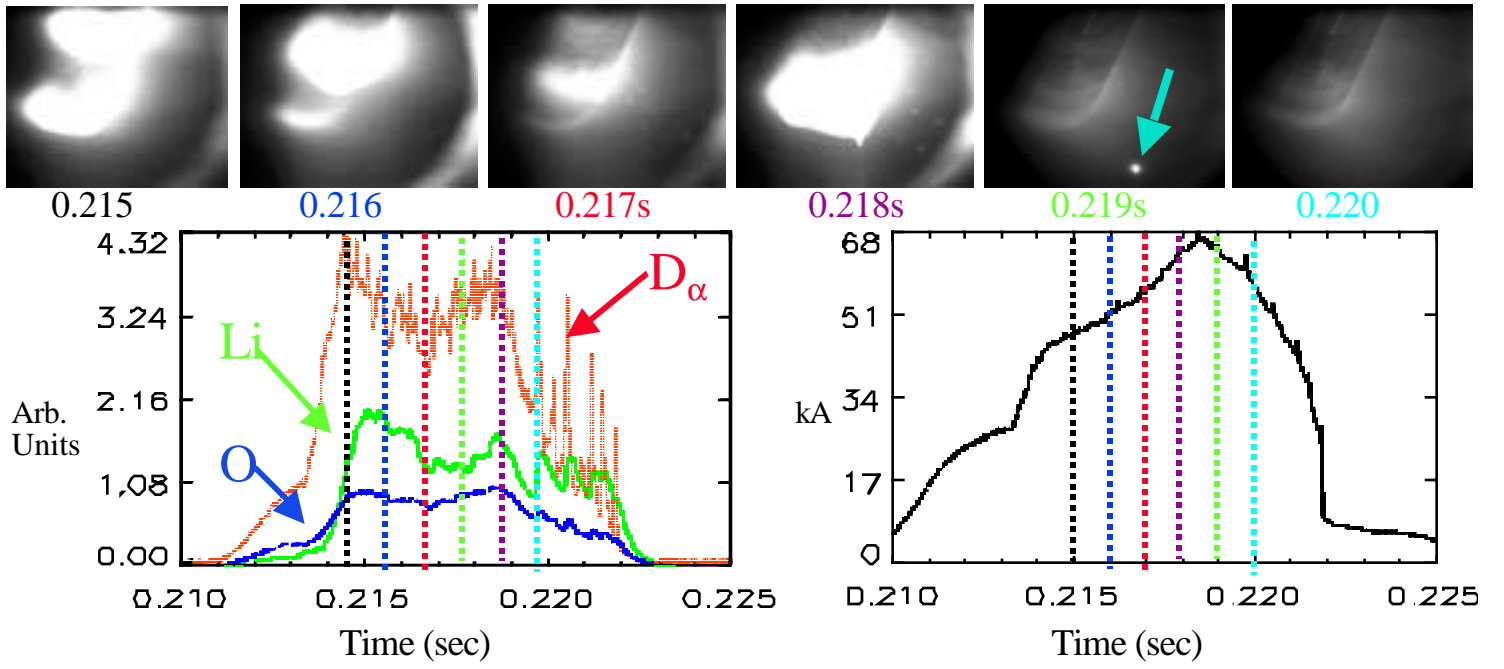 0.215 0.216 0.217s 0.218s 0.219s 0.220
4.32
3.24
2.16
1.08
0.00
Arb.
Units
Li
O
Dα
0.210 0.215 0.220 0.225
Time (sec)
68
51
34
17
0
kA
0.210 0.215 0.220 0.225
Time (sec)